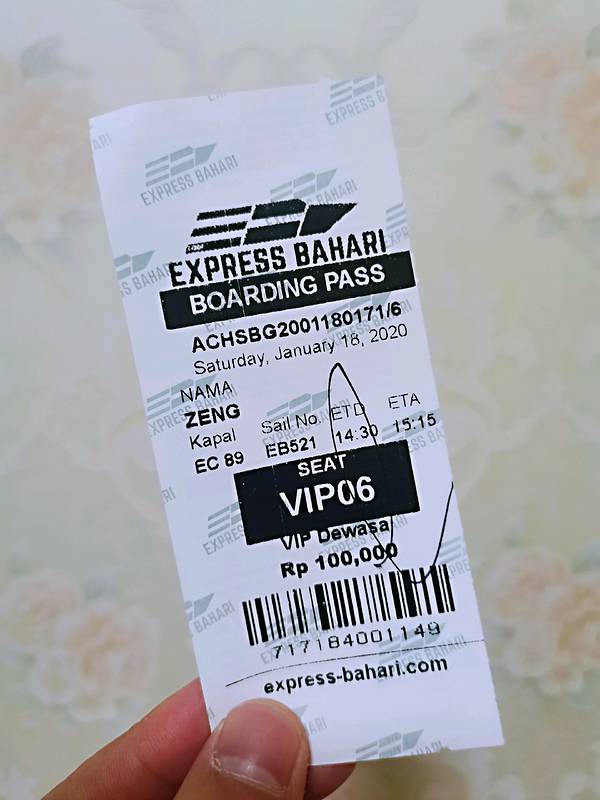 EXPRESS BAHARI
BOARDING PASS
ACHSBG2001180171/6
Saturday, January 18, 2020
NAMA
ZENG
Kapal Sail No. ETD ETA
EC 89 EB521 14:30 15:15
SEAT
VIP06
VIP Dewasa
Rp 100,000
717184001149
express-bahari.com